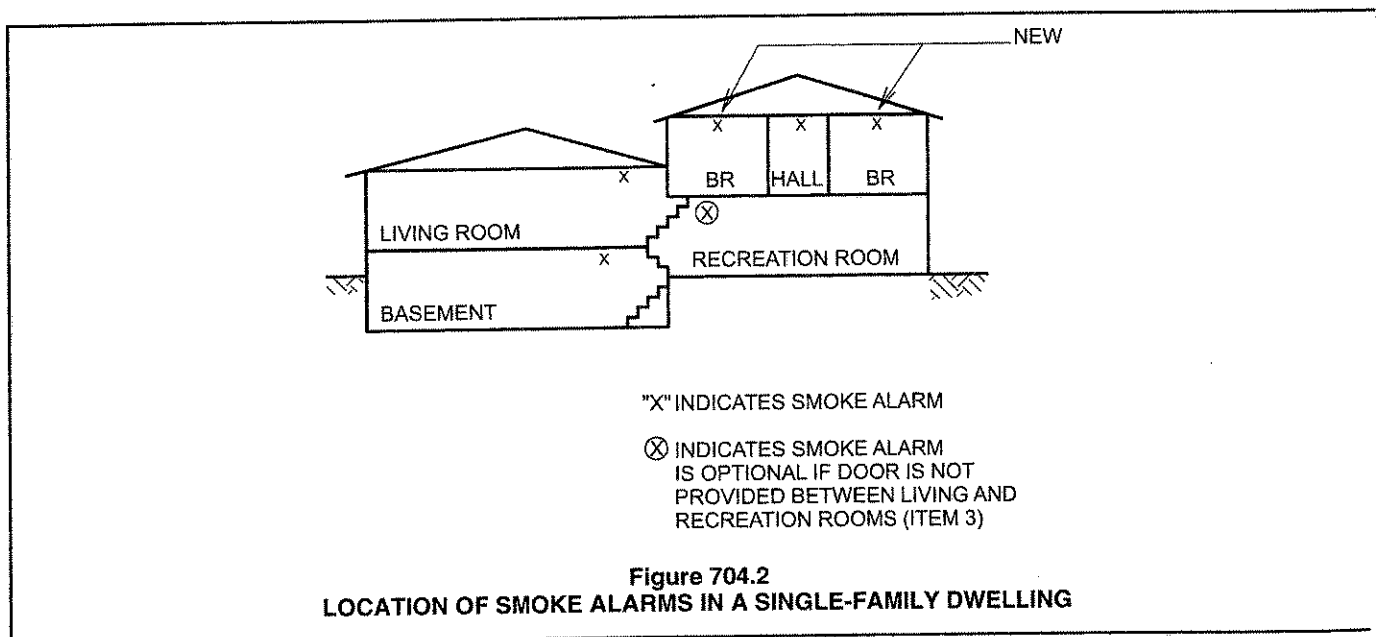 NEW
X X X
BR HALL BR
X
LIVING ROOM
X
X
RECREATION ROOM
BASEMENT
"X" INDICATES SMOKE ALARM
X INDICATES SMOKE ALARM
IS OPTIONAL IF DOOR IS NOT
PROVIDED BETWEEN LIVING AND
RECREATION ROOMS (ITEM 3)
Figure 704.2
LOCATION OF SMOKE ALARMS IN A SINGLE-FAMILY DWELLING